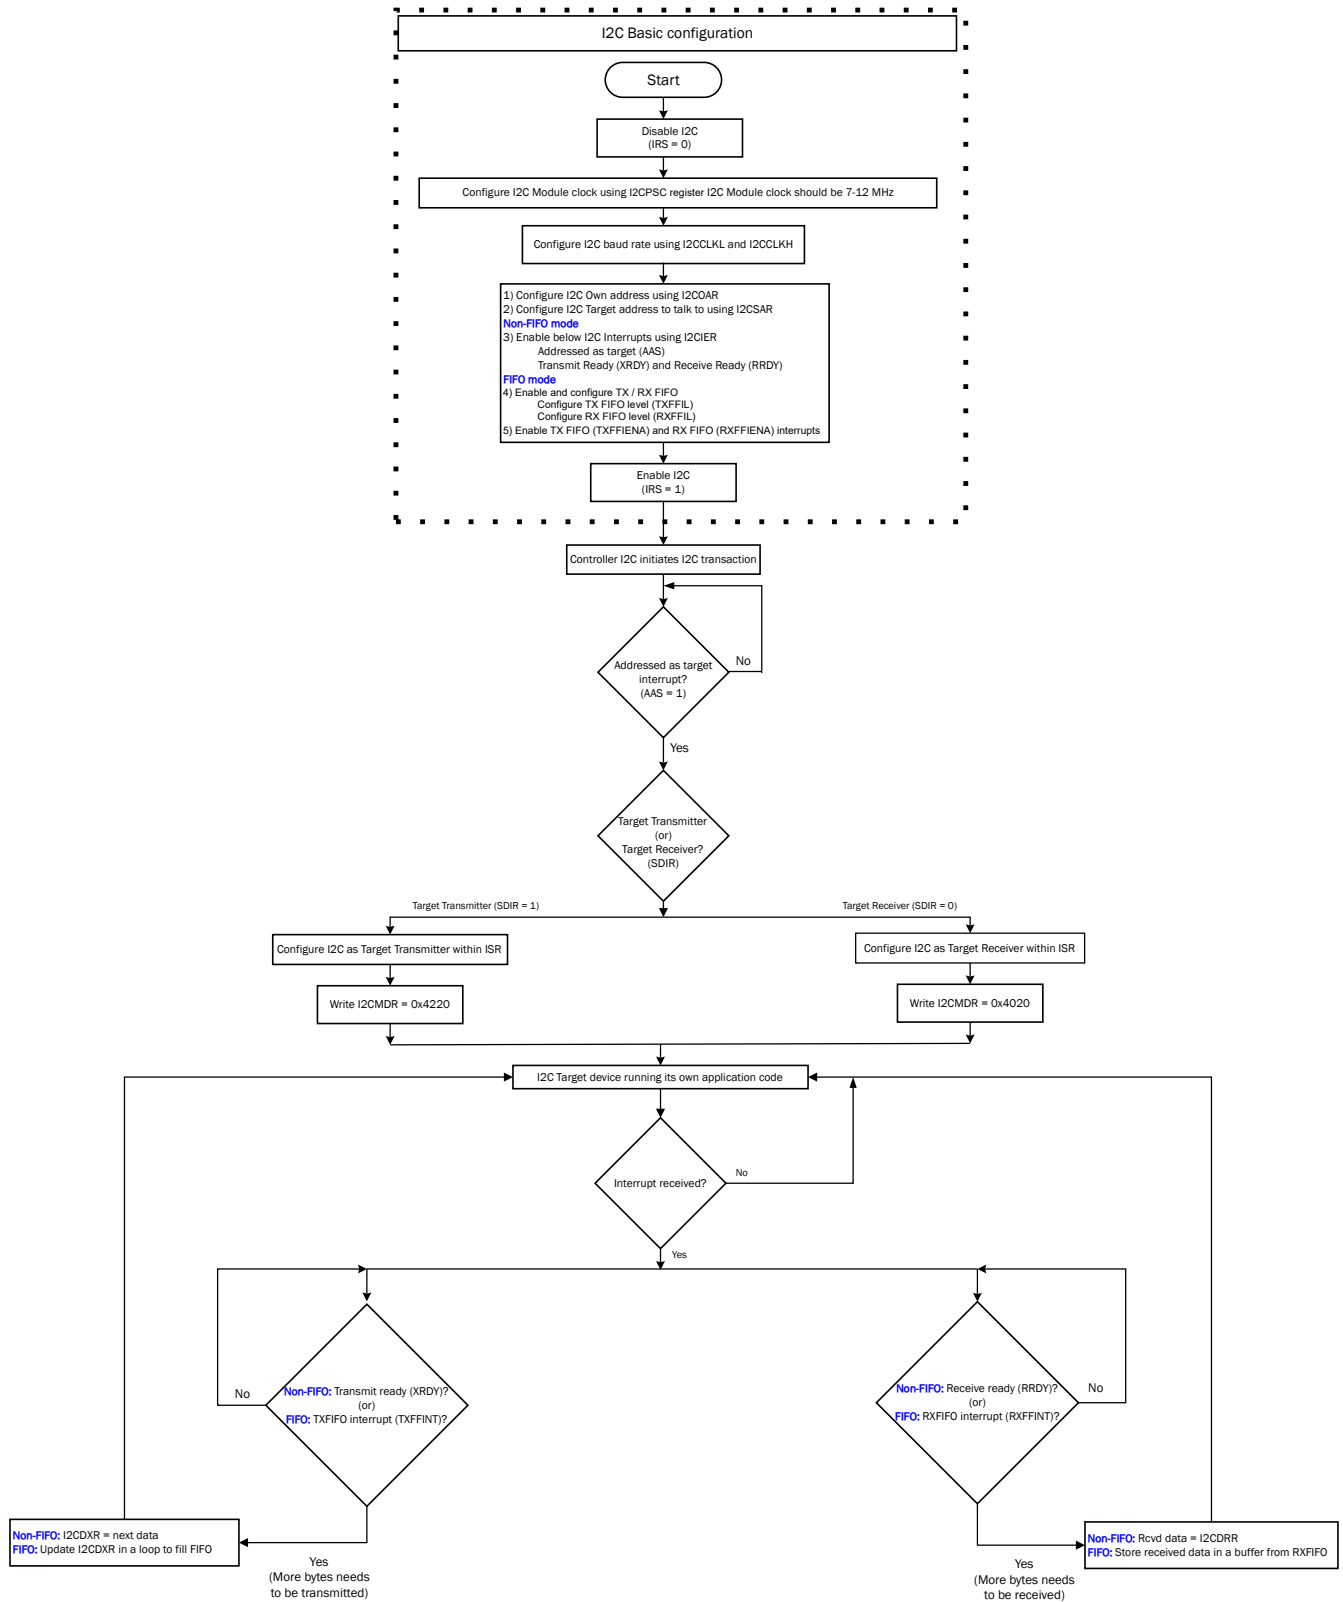 I2C Basic configuration
Start
Disable I2C
(IRS = 0)
Configure I2C Module clock using I2CPSC register I2C Module clock should be 7-12 MHz
Configure I2C baud rate using I2CCLKL and I2CCLKH
1) Configure I2C Own address using I2COAR
2) Configure I2C Target address to talk to using I2CSAR
Non-FIFO mode
3) Enable below I2C Interrupts using I2CIER
Addressed as target (AAS)
Transmit Ready (XRDY) and Receive Ready (RRDY)
FIFO mode
4) Enable and configure TX / RX FIFO
Configure TX FIFO level (TXFFIL)
Configure RX FIFO level (RXFFIL)
5) Enable TX FIFO (TXFFIENA) and RX FIFO (RXFFIENA) interrupts
Enable I2C
(IRS = 1)
Controller I2C initiates I2C transaction
Addressed as target
interrupt?
(AAS = 1)
No
Yes
Target Transmitter
(or)
Target Receiver?
(SDIR)
Target Transmitter (SDIR = 1)
Target Receiver (SDIR = 0)
Configure I2C as Target Transmitter within ISR
Configure I2C as Target Receiver within ISR
Write I2CMDR = 0x4220
Write I2CMDR = 0x4020
I2C Target device running its own application code
Interrupt received?
No
Yes
No
Non-FIFO: Transmit ready (XRDY)?
(or)
FIFO: TXFIFO interrupt (TXFFINT)?
Non-FIFO: Receive ready (RRDY)?
(or)
FIFO: RXFIFO interrupt (RXFFINT)?
No
Non-FIFO: I2CDXR = next data
FIFO: Update I2CDXR in a loop to fill FIFO
Yes
(More bytes needs
to be transmitted)
Yes
(More bytes needs
to be received)
Non-FIFO: Rcvd data = I2CDRR
FIFO: Store received data in a buffer from RXFIFO